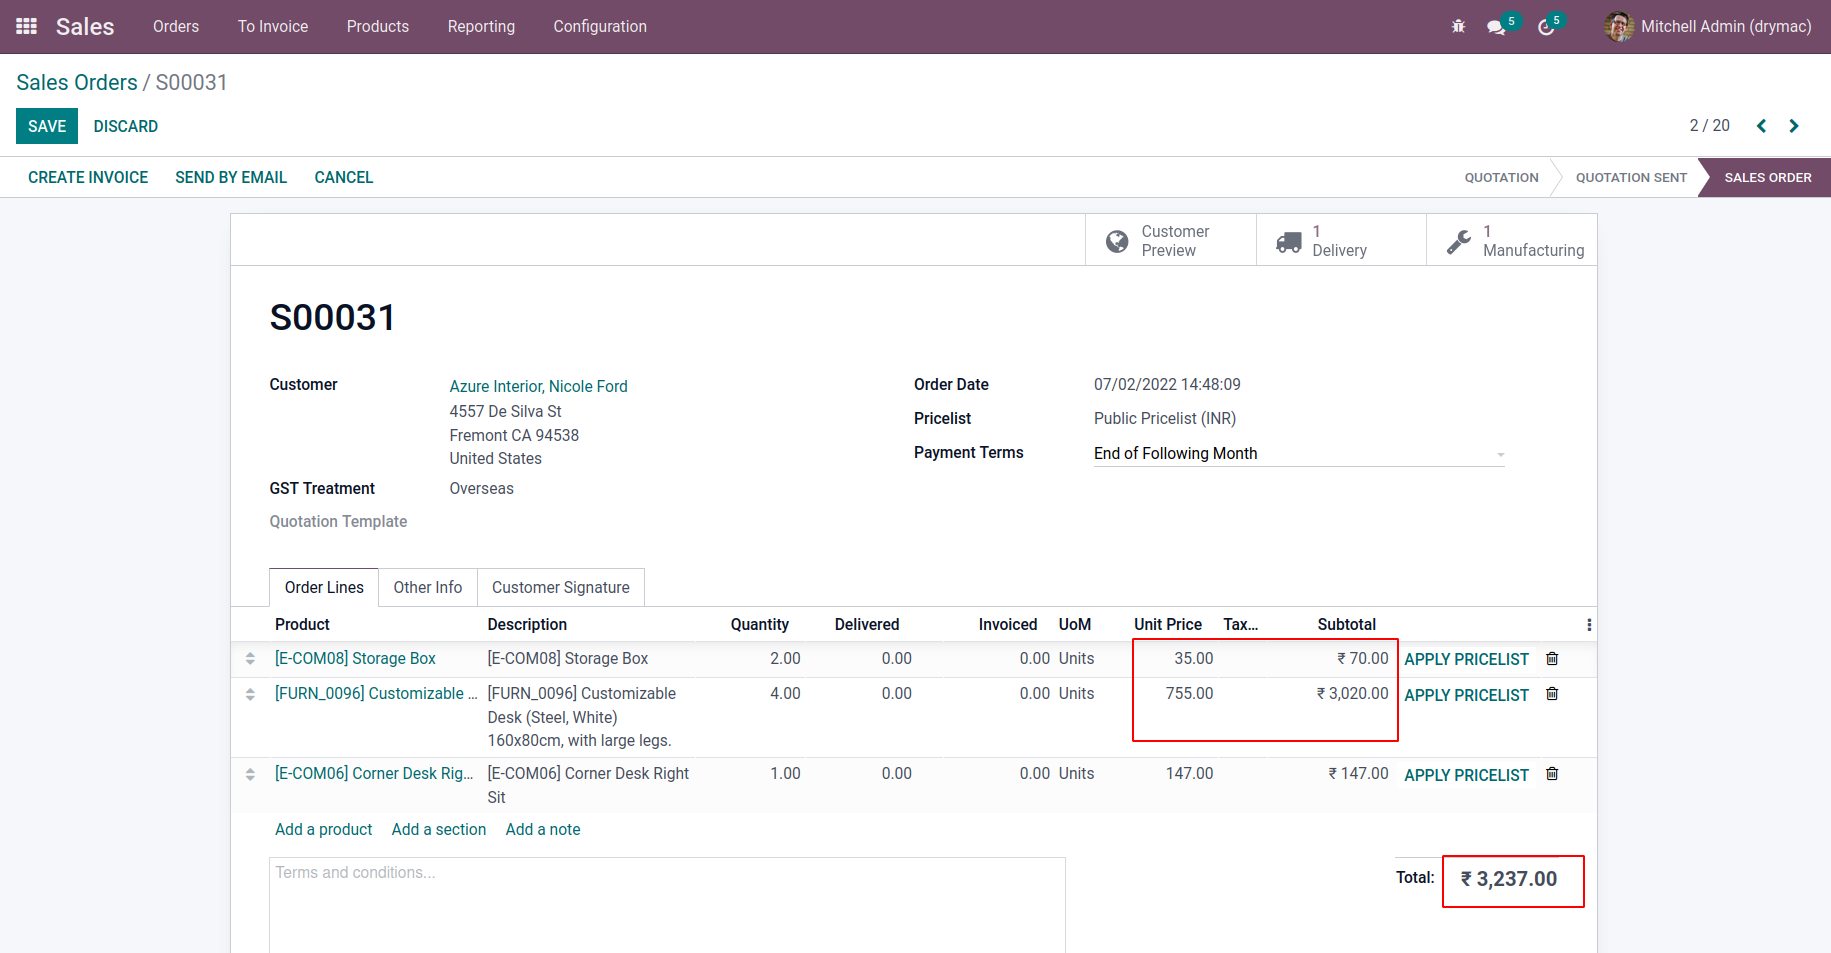 Sales Orders To Invoice Products Reporting Configuration 5 5 Mitchell Admin (drymac)
Sales Orders / S00031
SAVE DISCARD 2 / 20
CREATE INVOICE SEND BY EMAIL CANCEL QUOTATION QUOTATION SENT SALES ORDER
Customer Preview
1 Delivery
1 Manufacturing
S00031
Customer Azure Interior, Nicole Ford
4557 De Silva St
Fremont CA 94538
United States
GST Treatment Overseas
Quotation Template
Order Date 07/02/2022 14:48:09
Pricelist Public Pricelist (INR)
Payment Terms End of Following Month
Order Lines Other Info Customer Signature
Product Description Quantity Delivered Invoiced UoM Unit Price Tax... Subtotal
[E-COM08] Storage Box [E-COM08] Storage Box 2.00 0.00 0.00 Units 35.00 ₹ 70.00 APPLY PRICELIST
[FURN_0096] Customizable ... [FURN_0096] Customizable 4.00 0.00 0.00 Units 755.00 ₹ 3,020.00 APPLY PRICELIST
Desk (Steel, White)
160x80cm, with large legs.
[E-COM06] Corner Desk Rig... [E-COM06] Corner Desk Right 1.00 0.00 0.00 Units 147.00 ₹ 147.00 APPLY PRICELIST
Sit
Add a product Add a section Add a note
Terms and conditions...
Total: ₹ 3,237.00